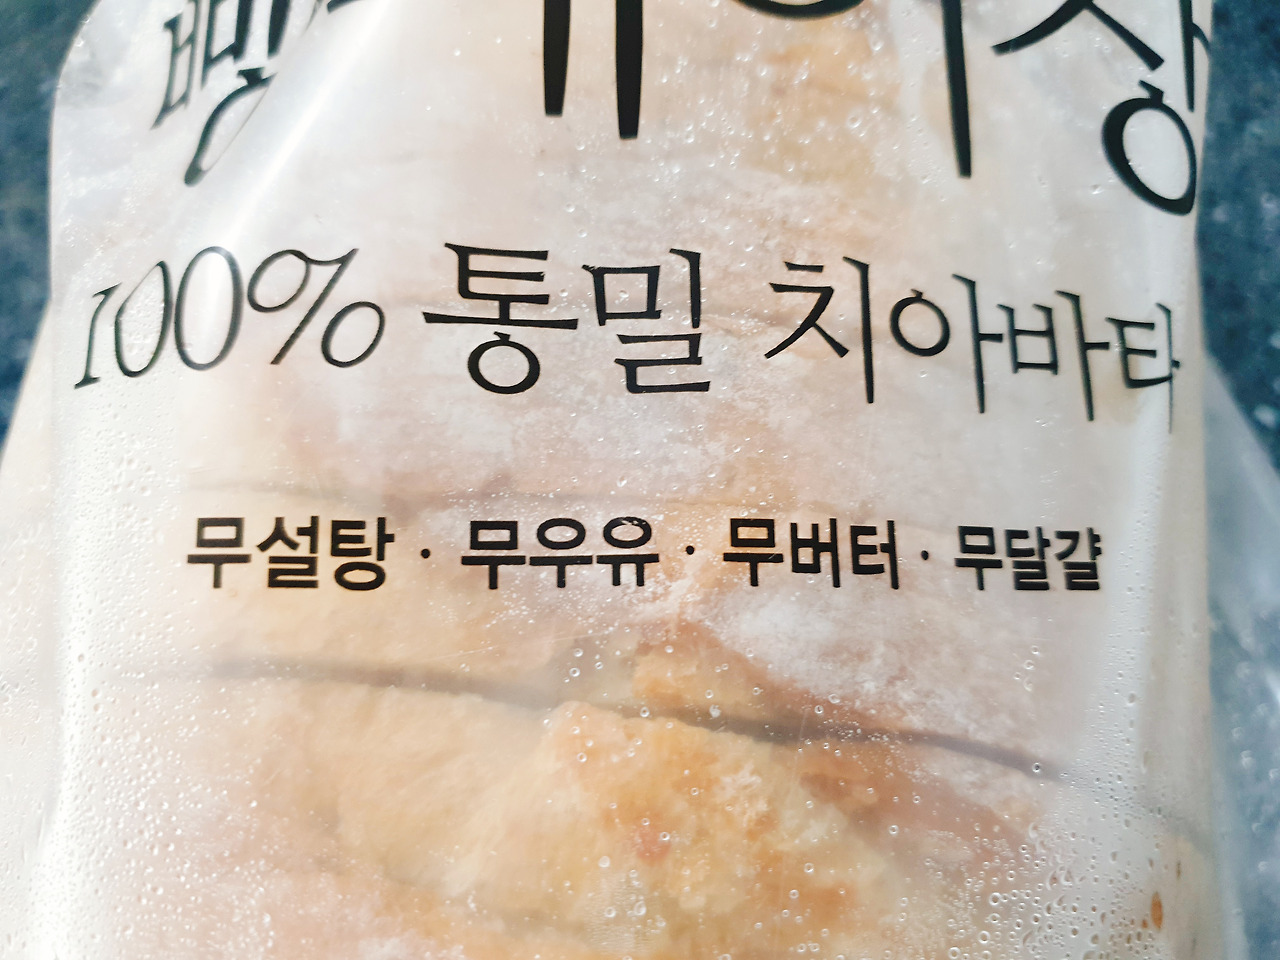 100% 통밀 치아바타
무설탕 · 무우유 · 무버터 · 무달걀